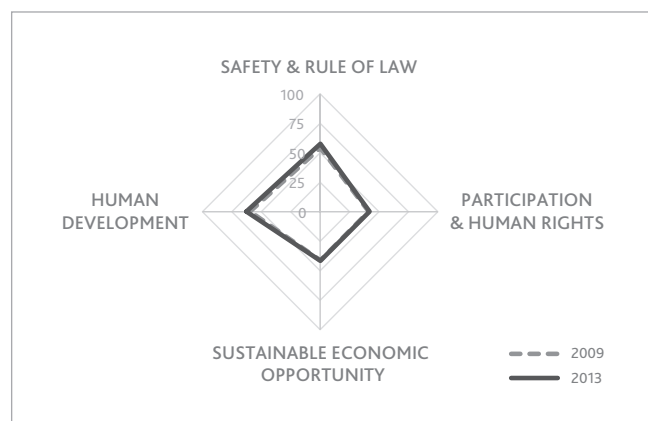 SAFETY & RULE OF LAW
100
75
50
25
0
HUMAN
DEVELOPMENT
PARTICIPATION
& HUMAN RIGHTS
SUSTAINABLE ECONOMIC
OPPORTUNITY
2009
2013